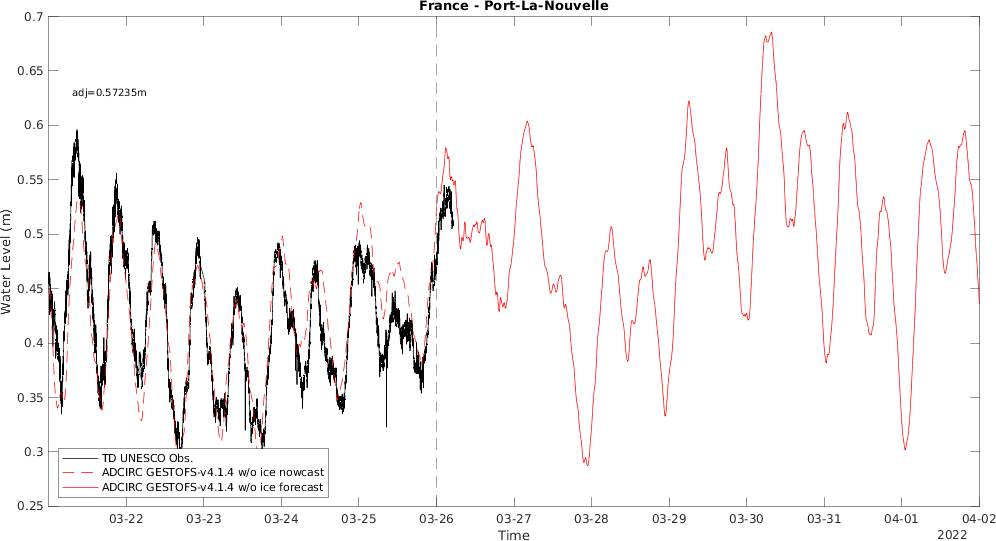 France - Port-La-Nouvelle
0.7
0.65
0.6
0.55
0.5
0.45
0.4
0.35
0.3
0.25
Water Level (m)
adj=0.57235m
TD UNESCO Obs.
ADCIRC GESTOFS-v4.1.4 w/o ice nowcast
ADCIRC GESTOFS-v4.1.4 w/o ice forecast
03-22 03-23 03-24 03-25 03-26 03-27 03-28 03-29 03-30 03-31 04-01 04-02
Time
2022